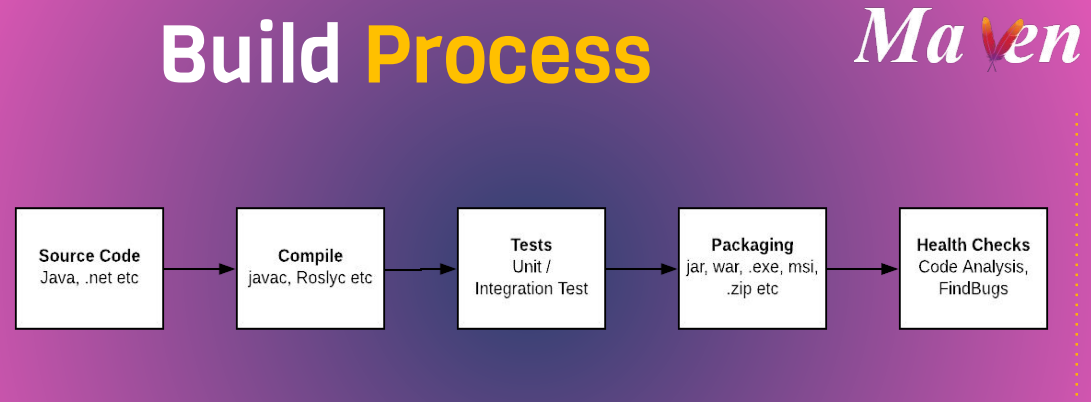 Build Process
Maven
Source Code
Java, .net etc
Compile
javac, Roslyc etc
Tests
Unit /
Integration Test
Packaging
jar, war, .exe, msi,
.zip etc
Health Checks
Code Analysis,
FindBugs